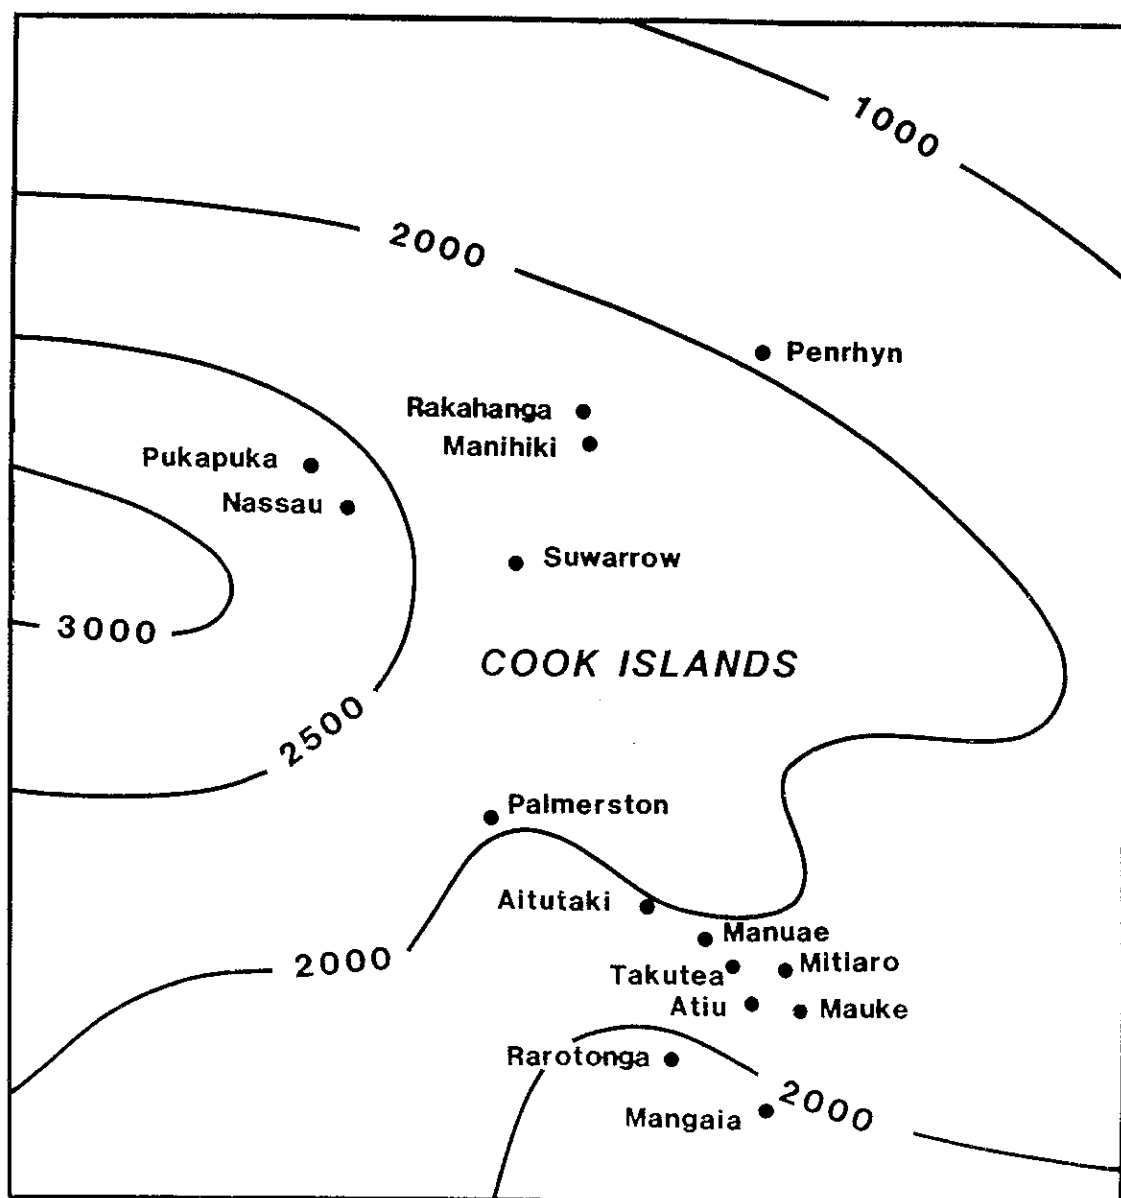 1000
2000
Penrhyn
Rakahanga
Manihiki
Pukapuka
Nassau
Suwarrow
3000
COOK ISLANDS
2500
Palmerston
Aitutaki
Manuae
2000
Takutea
Mitiaro
Atiu
Mauke
Rarotonga
2000
Mangaia